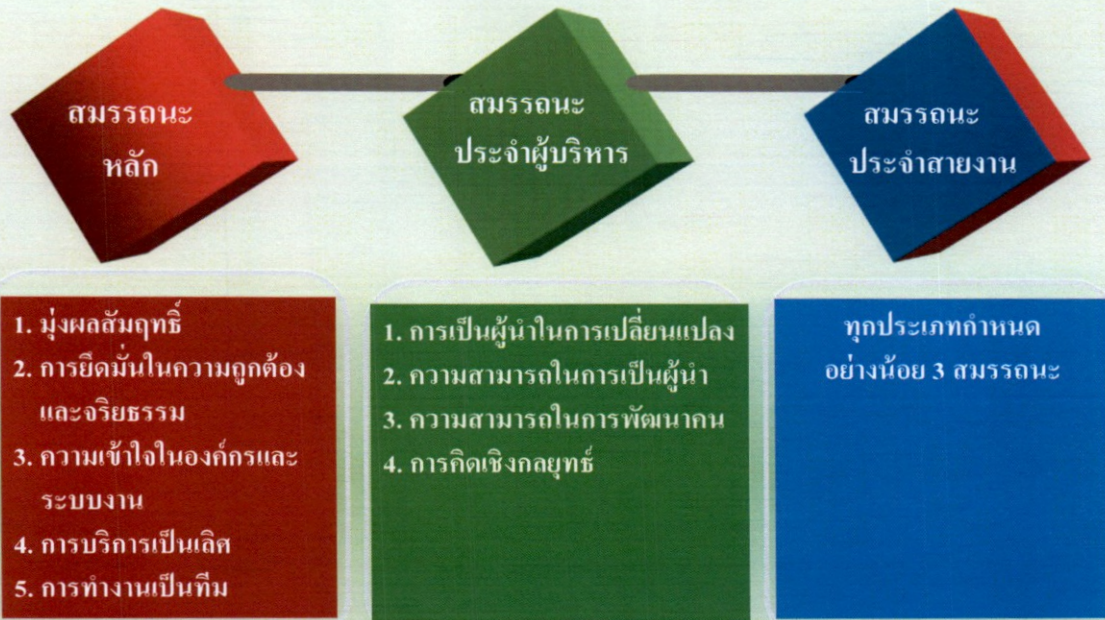 สมรรถนะ
หลัก
สมรรถนะ
ประจำผู้บริหาร
สมรรถนะ
ประจำสายงาน
1. มุ่งผลสัมฤทธิ์
2. การยึดมั่นในความถูกต้อง
และจริยธรรม
3. ความเข้าใจในองค์กรและ
ระบบงาน
4. การบริการเป็นเลิศ
5. การทำงานเป็นทีม
1. การเป็นผู้นำในการเปลี่ยนแปลง
2. ความสามารถในการเป็นผู้นำ
3. ความสามารถในการพัฒนาคน
4. การคิดเชิงกลยุทธ์
ทุกประเภทกำหนด
อย่างน้อย 3 สมรรถนะ